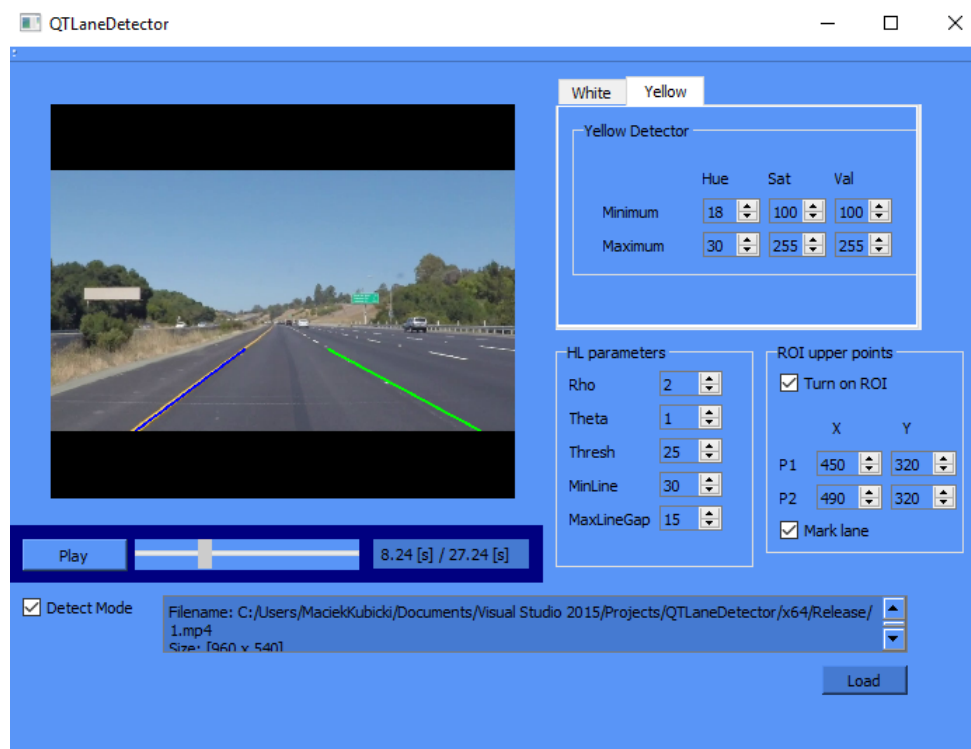 QTLaneDetector
White Yellow
Yellow Detector
Hue Sat Val
Minimum 18 100 100
Maximum 30 255 255
HL parameters
Rho 2
Theta 1
Thresh 25
MinLine 30
MaxLineGap 15
ROI upper points
Turn on ROI
X Y
P1 450 320
P2 490 320
Mark lane
Play 8.24 [s] / 27.24 [s]
Detect Mode
Filename: C:/Users/MaciekKubicki/Documents/Visual Studio 2015/Projects/QTLaneDetector/x64/Release/
1.mp4
Size: [960 x 540]
Load